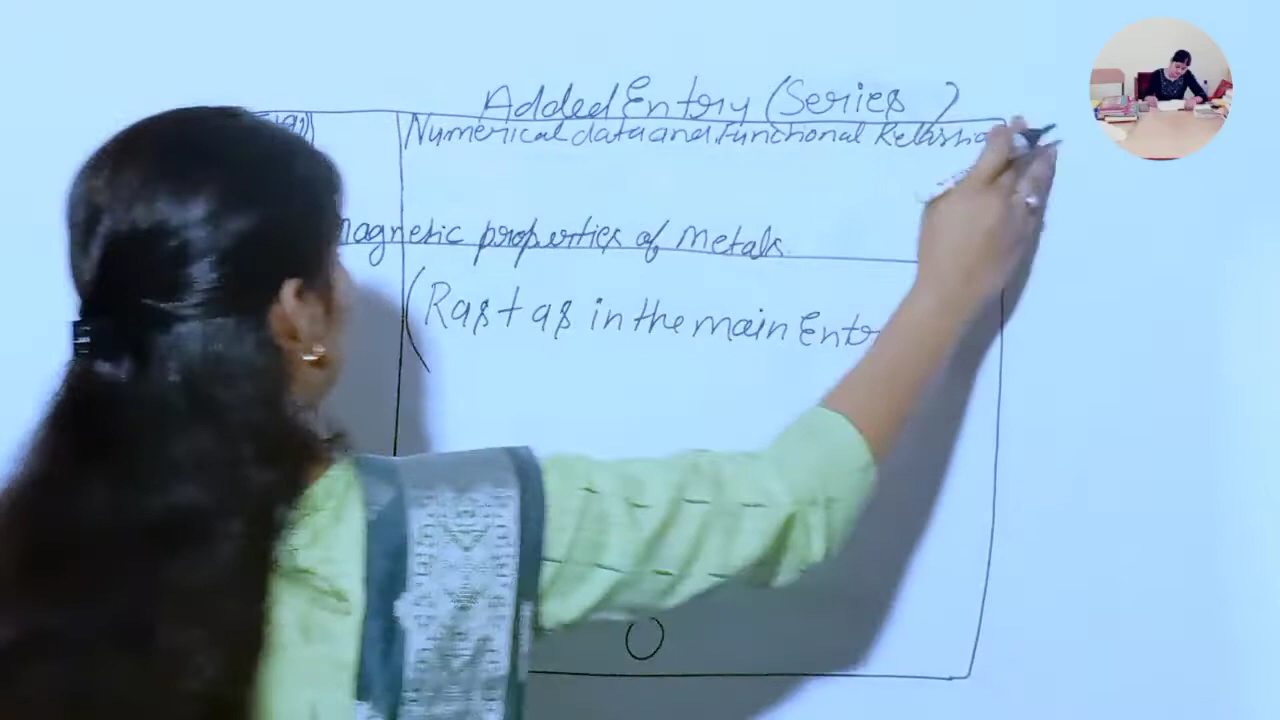 Added Entry (Series)
Numerical data and Functional Relatio
magnetic properties of metals.
(Rest as in the main Entr